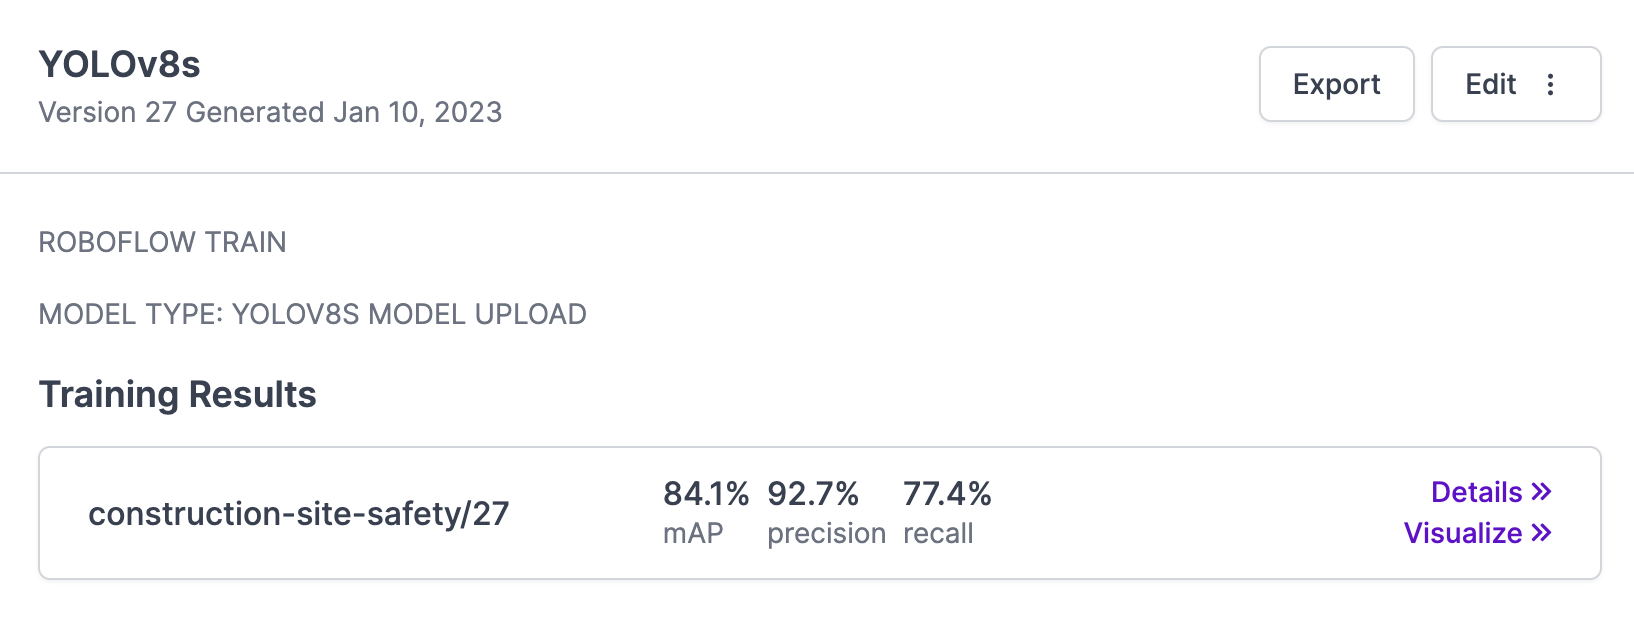 YOLOv8s
Version 27 Generated Jan 10, 2023
Export
Edit
ROBOFLOW TRAIN
MODEL TYPE: YOLOV8S MODEL UPLOAD
Training Results
construction-site-safety/27
84.1% 92.7% 77.4%
mAP precision recall
Details »
Visualize »